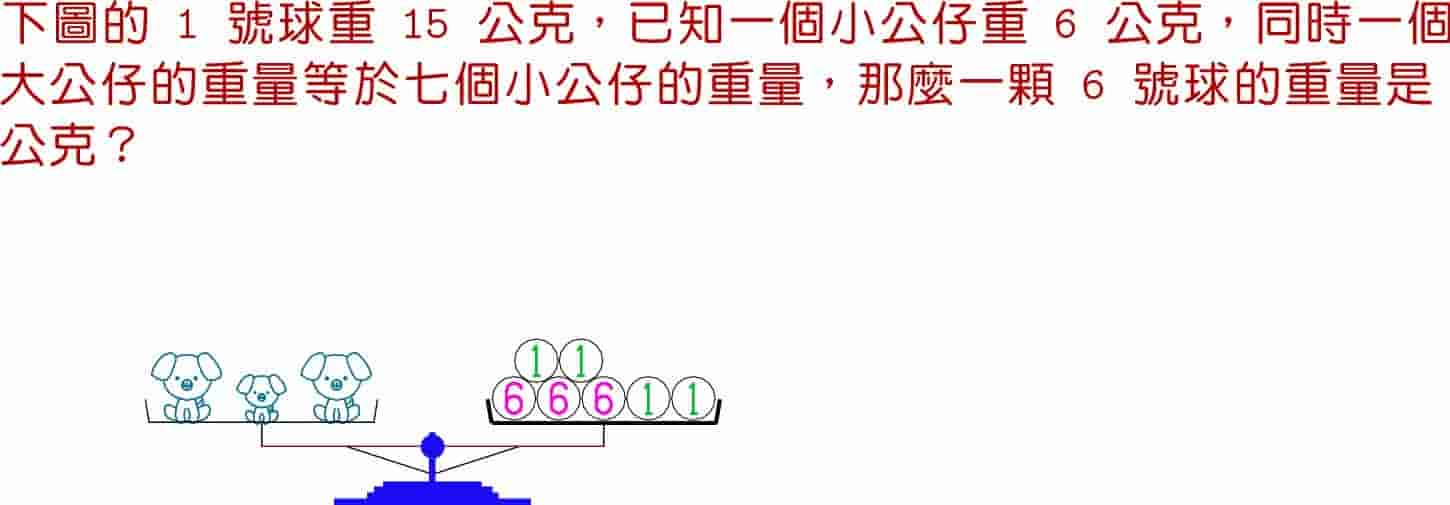 下圖的 1 號球重 15 公克，已知一個小公仔重 6 公克，同時一個
大公仔的重量等於七個小公仔的重量，那麼一顆 6 號球的重量是
公克？
1 1
6 6 6 1 1